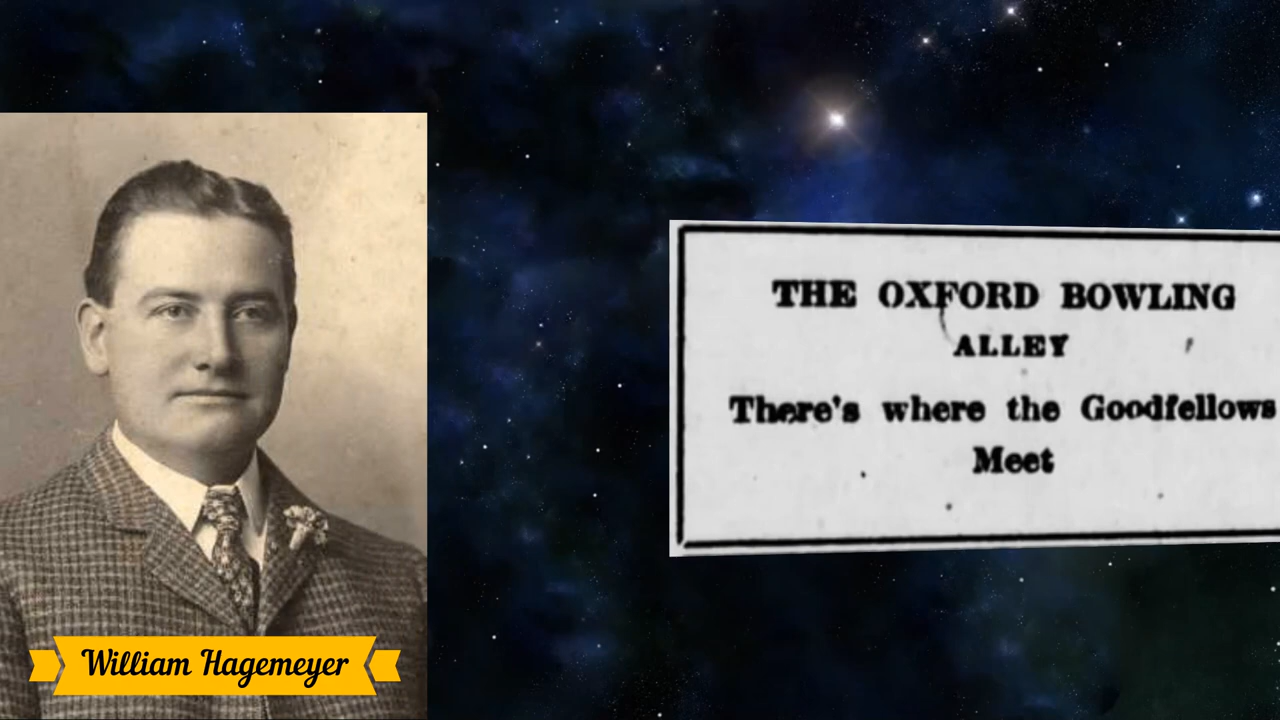 William Hagemeyer
THE OXFORD BOWLING
ALLEY
There's where the Goodfellows
Meet